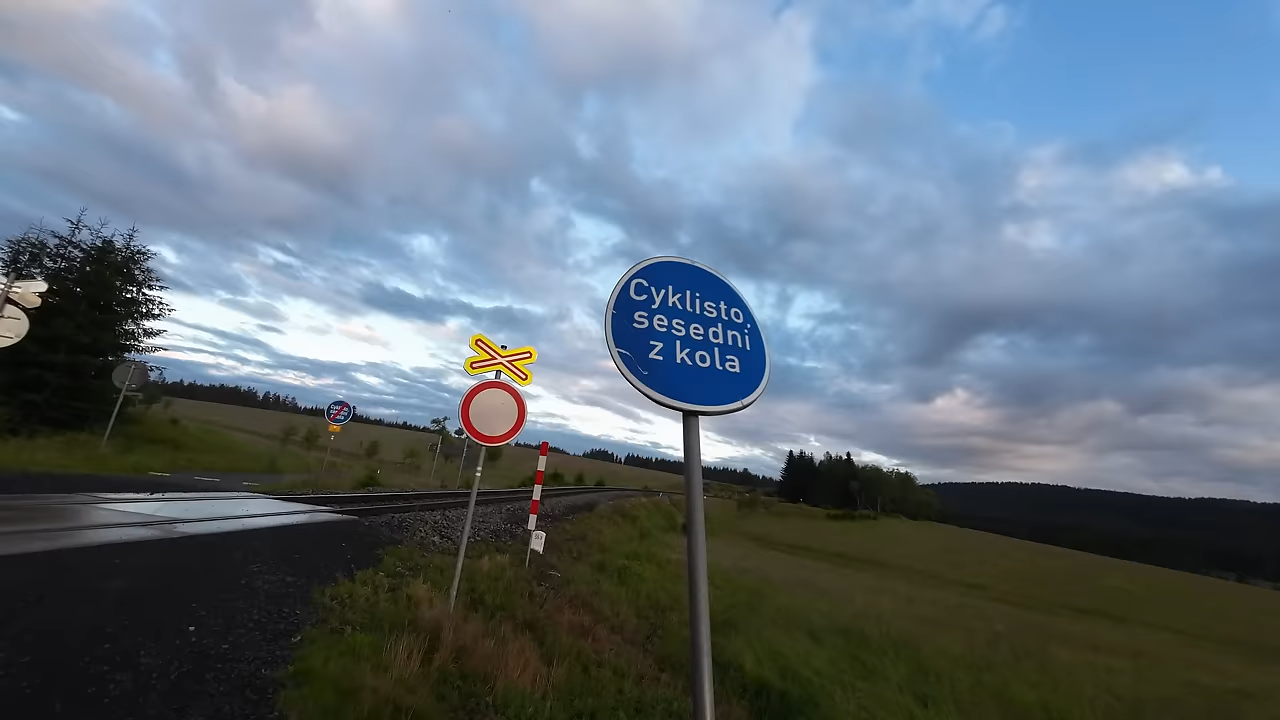 Cyklisto,
sesedni
z kola